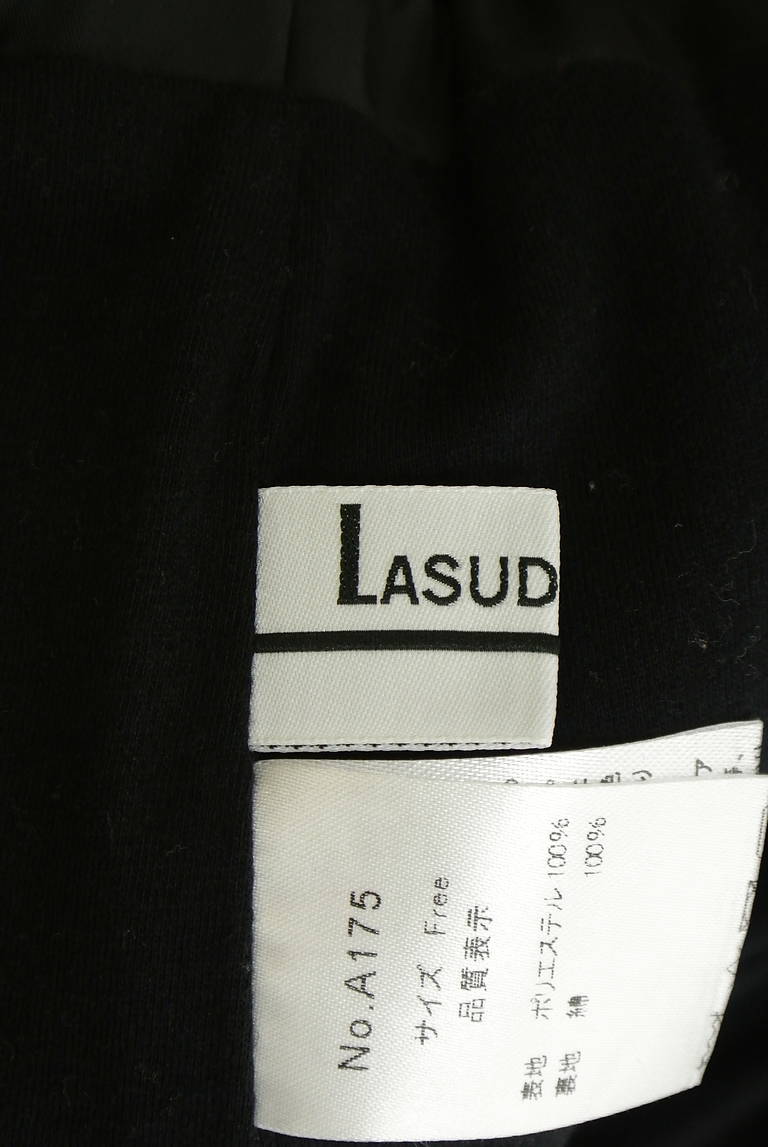 LASUD
No.A175
サイズ Free
品質表示
表地 ポリエステル 100%
裏地 綿 100%